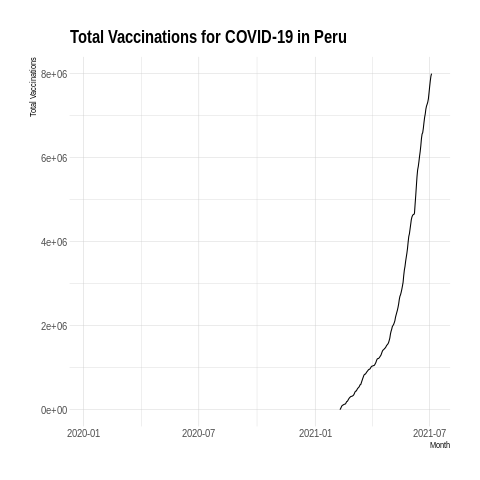 Total Vaccinations for COVID-19 in Peru
Total Vaccinations
8e+06
6e+06
4e+06
2e+06
0e+00
2020-01 2020-07 2021-01 2021-07
Month